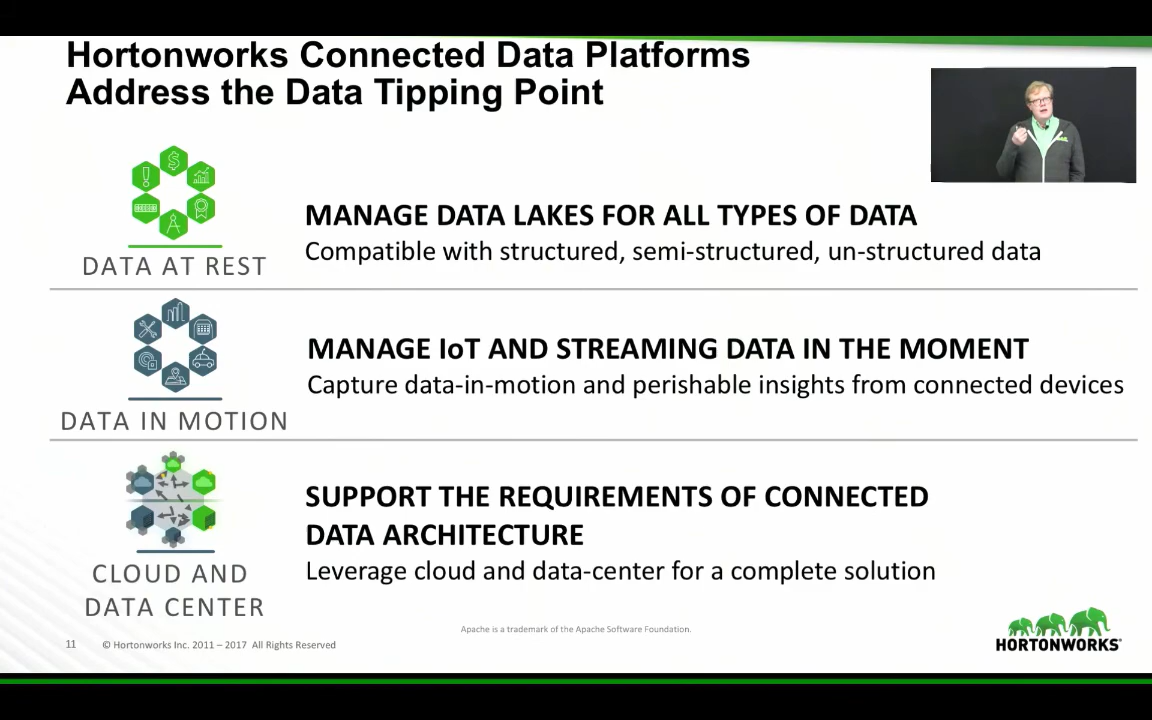 Hortonworks Connected Data Platforms
Address the Data Tipping Point
DATA AT REST
MANAGE DATA LAKES FOR ALL TYPES OF DATA
Compatible with structured, semi-structured, un-structured data
DATA IN MOTION
MANAGE IoT AND STREAMING DATA IN THE MOMENT
Capture data-in-motion and perishable insights from connected devices
CLOUD AND
DATA CENTER
SUPPORT THE REQUIREMENTS OF CONNECTED
DATA ARCHITECTURE
Leverage cloud and data-center for a complete solution
Apache is a trademark of the Apache Software Foundation.
11 © Hortonworks Inc. 2011 – 2017 All Rights Reserved
HORTONWORKS®